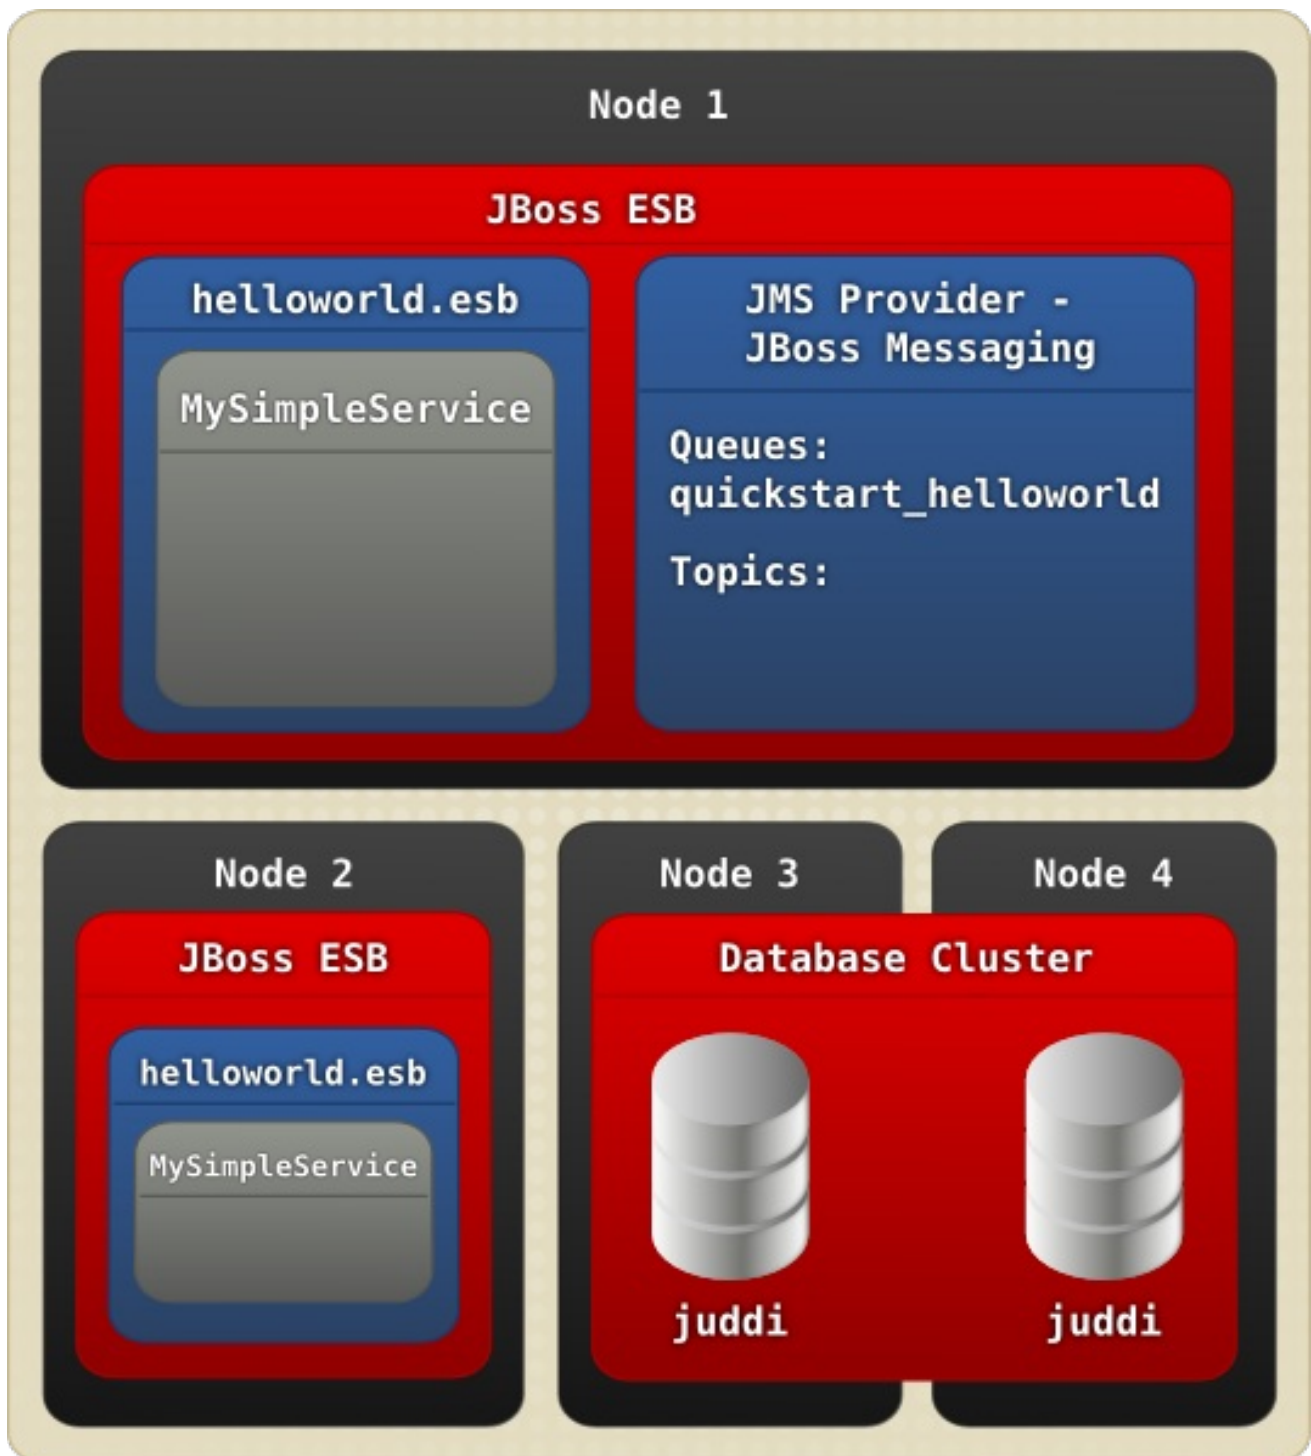 Node 1
JBoss ESB
helloworld.esb
MySimpleService
JMS Provider -
JBoss Messaging
Queues:
quickstart_helloworld
Topics:
Node 2
JBoss ESB
helloworld.esb
MySimpleService
Node 3
Node 4
Database Cluster
juddi
juddi